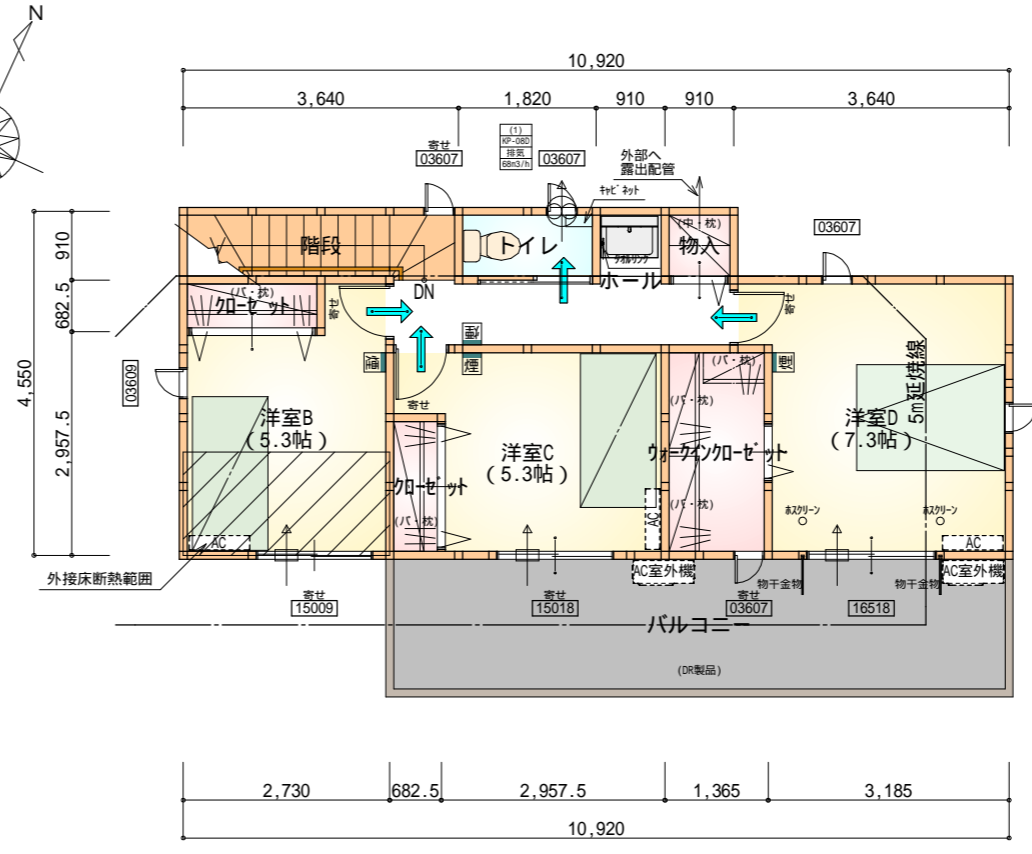 N
10,920
3,640
1,820
910
910
3,640
(1)
KP-08D
排気
68m3/h
寄せ
03607
03607
キャビネット
外部へ
露出配管
03607
910
682.5
4,550
2,957.5
階段
トイレ
タオルリング
(中・枕)
物入
ホール
DN
(パ・枕)
クローゼット
寄せ
寄せ
煙
煙
煙
煙
寄せ
03609
洋室B
(5.3帖)
洋室C
(5.3帖)
クローゼット
(パ・枕)
(パ・枕)
(パ・枕)
ウォークインクローゼット
(パ・枕)
洋室D
(7.3帖)
5m延焼線
ホスクリーン
ホスクリーン
AC
AC
AC
外接床断熱範囲
AC室外機
AC室外機
物干金物
物干金物
寄せ
15009
寄せ
15018
寄せ
03607
16518
バルコニー
(DR製品)
2,730
682.5
2,957.5
1,365
3,185
10,920